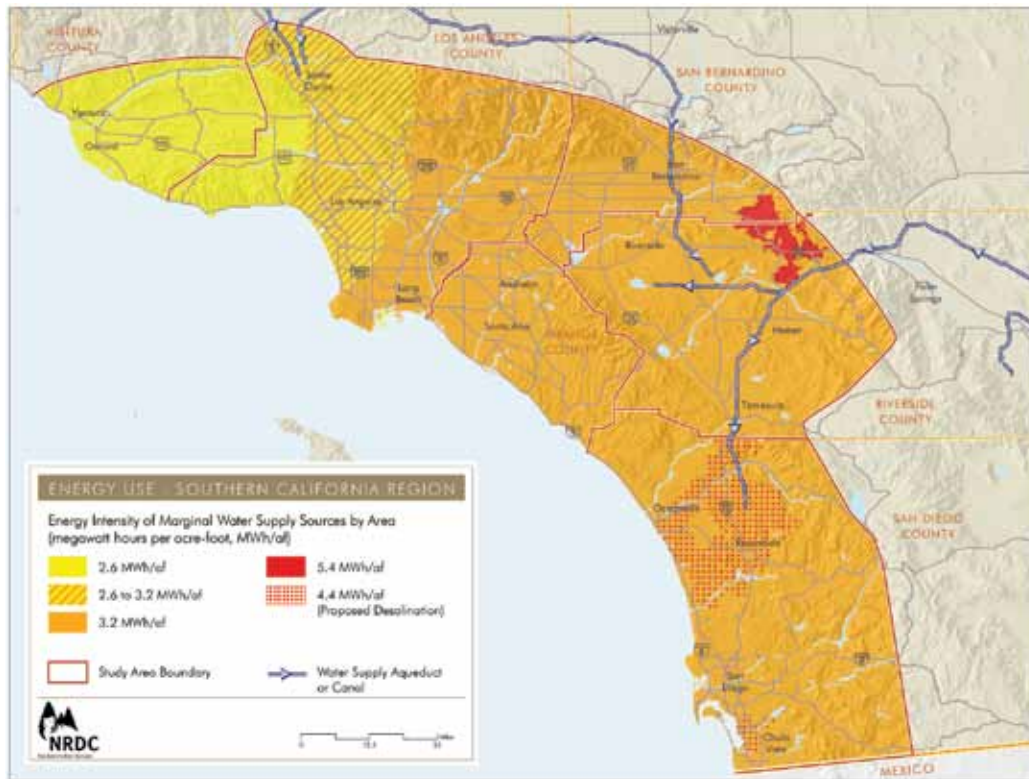 VENTURA
COUNTY
LOS ANGELES
COUNTY
Victorville
SAN BERNARDINO
COUNTY
Santa
Clarita
Ventura
Oxnard
Los Angeles
San
Bernardino
Riverside
Long
Beach
Anaheim
Santa Ana
ORANGE
COUNTY
Palm
Springs
Hemet
Temecula
RIVERSIDE
COUNTY
Oceanside
Escondido
SAN DIEGO
COUNTY
San
Diego
Chula
Vista
MEXICO
ENERGY USE - SOUTHERN CALIFORNIA REGION
Energy Intensity of Marginal Water Supply Sources by Area
(megawatt hours per acre-foot, MWh/af)
2.6 MWh/af
2.6 to 3.2 MWh/af
3.2 MWh/af
5.4 MWh/af
4.4 MWh/af
(Proposed Desalination)
Study Area Boundary
Water Supply Aqueduct
or Canal
NRDC
0
Miles